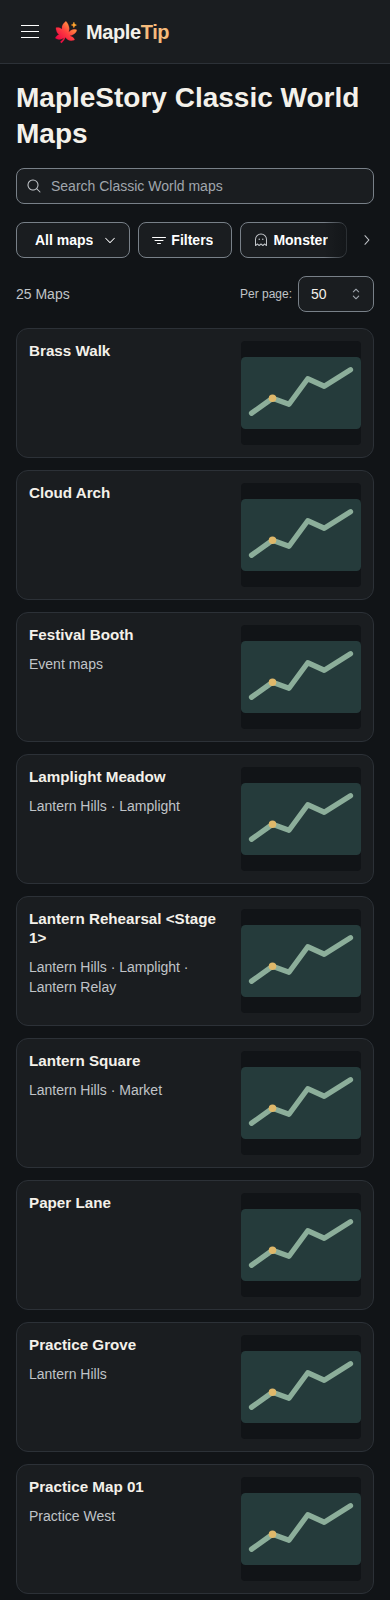 MapleTip
MapleStory Classic World
Maps
Search Classic World maps
All maps Filters Monster
25 Maps Per page: 50
Brass Walk
Cloud Arch
Festival Booth
Event maps
Lamplight Meadow
Lantern Hills · Lamplight
Lantern Rehearsal <Stage
1>
Lantern Hills · Lamplight ·
Lantern Relay
Lantern Square
Lantern Hills · Market
Paper Lane
Practice Grove
Lantern Hills
Practice Map 01
Practice West